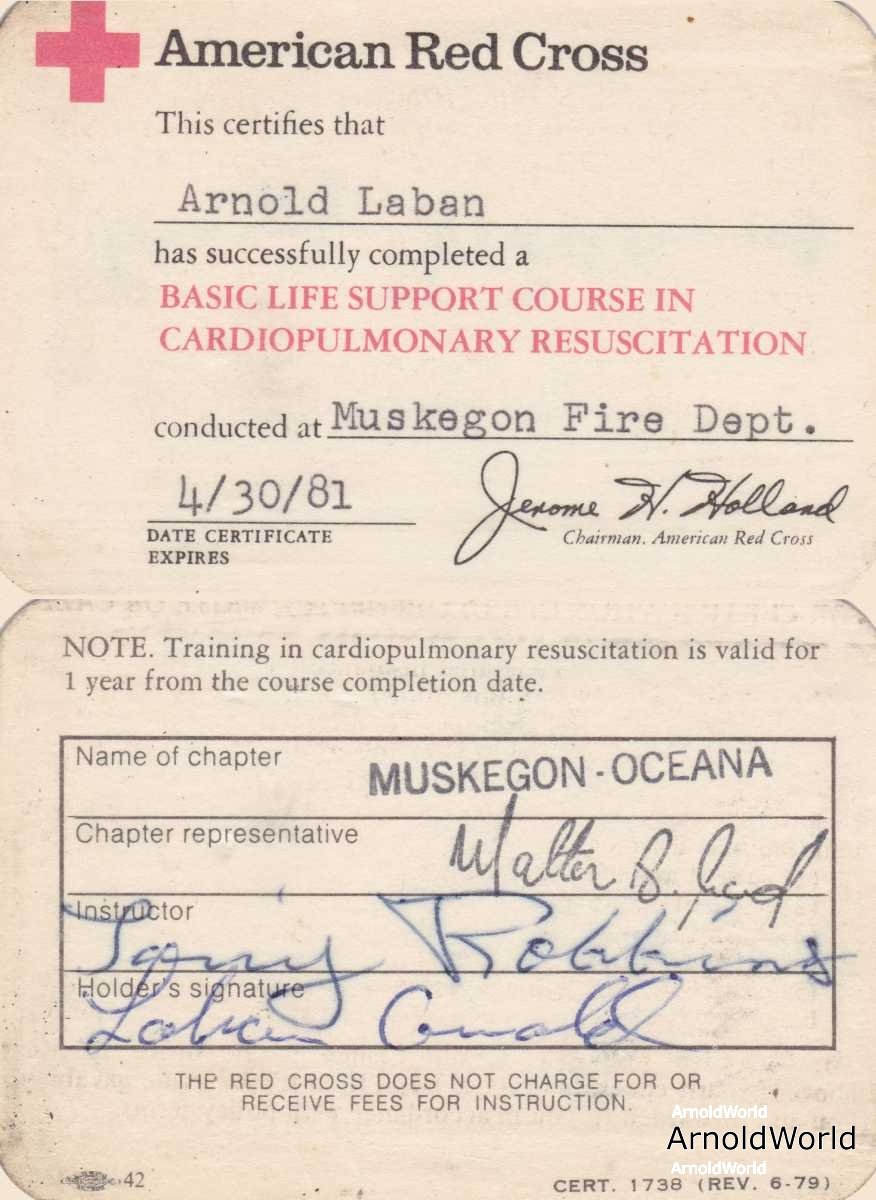 American Red Cross
This certifies that
Arnold Laban
has successfully completed a
BASIC LIFE SUPPORT COURSE IN
CARDIOPULMONARY RESUSCITATION
conducted at Muskegon Fire Dept.
4/30/81
Jerome H. Holland
DATE CERTIFICATE
EXPIRES
Chairman, American Red Cross
NOTE. Training in cardiopulmonary resuscitation is valid for
1 year from the course completion date.
Name of chapter MUSKEGON-OCEANA
Chapter representative Walter B.
Instructor
Robbins
Holder's signature
Laban Arnold
THE RED CROSS DOES NOT CHARGE FOR OR
RECEIVE FEES FOR INSTRUCTION.
ArnoldWorld
ArnoldWorld
ArnoldWorld
42
CERT. 1738 (REV. 6-79)